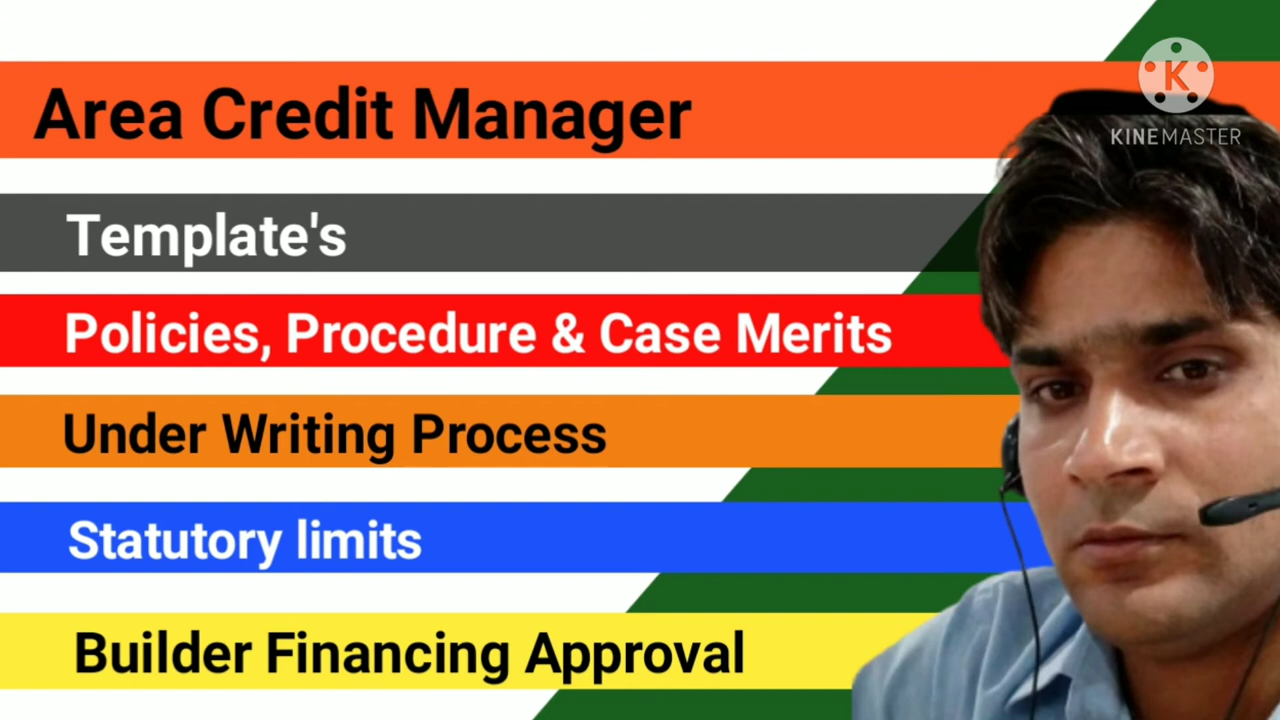 Area Credit Manager
K
KINEMASTER
Template's
Policies, Procedure & Case Merits
Under Writing Process
Statutory limits
Builder Financing Approval